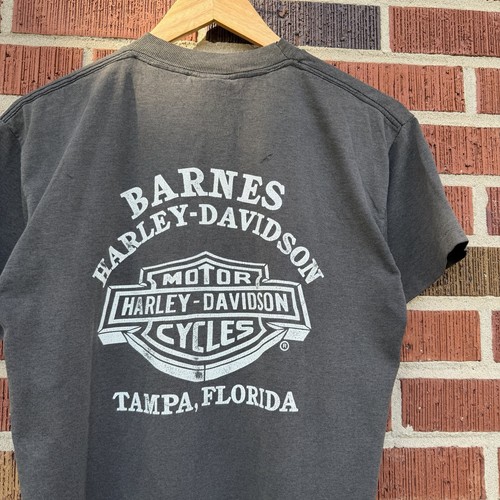 BARNES
HARLEY-DAVIDSON
MOTOR
HARLEY-DAVIDSON
CYCLES
®
TAMPA, FLORIDA